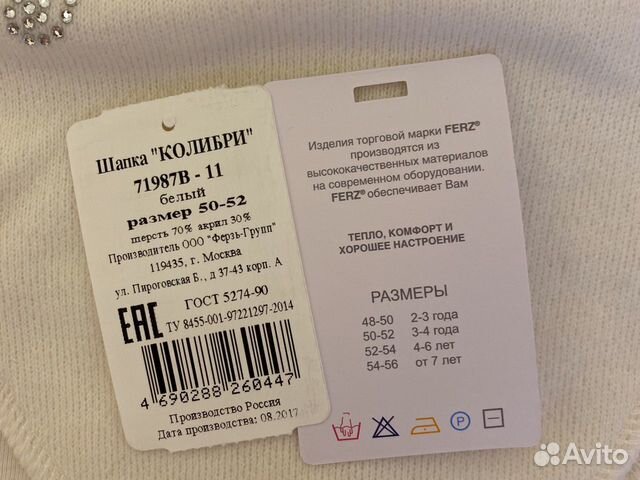 Шапка "КОЛИБРИ"
71987В - 11
белый
размер 50-52
шерсть 70% акрил 30%
Производитель ООО "Ферзь-Групп"
119435, г. Москва
ул. Пироговская Б., д 37-43 корп. А
ГОСТ 5274-90
ЕАС ТУ 8455-001-97221297-2014
4 690288 260447
Производство Россия
Дата производства: 08.2017
Изделия торговой марки FERZ®
производятся из
высококачественных материалов
на современном оборудовании.
FERZ® обеспечивает Вам
ТЕПЛО, КОМФОРТ И
ХОРОШЕЕ НАСТРОЕНИЕ
РАЗМЕРЫ
48-50 2-3 года
50-52 3-4 года
52-54 4-6 лет
54-56 от 7 лет
P
Avito